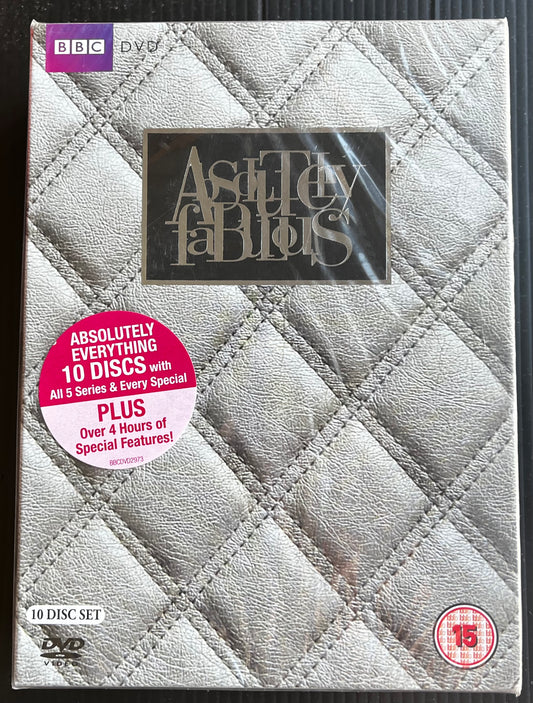 BBC DVD
ABSOLUTELY
FABULOUS
ABSOLUTELY
EVERYTHING
10 DISCS with
All 5 Series & Every Special
PLUS
Over 4 Hours of
Special Features!
BBCDVD2973
10 DISC SET
DVD
VIDEO
15